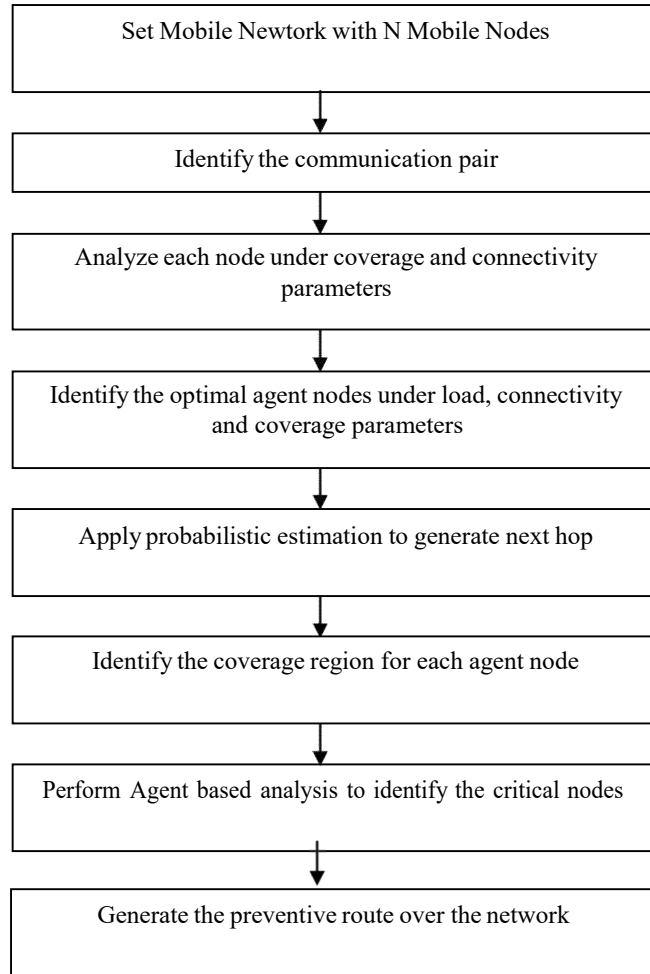 Set Mobile Newtork with N Mobile Nodes
Identify the communication pair
Analyze each node under coverage and connectivity
parameters
Identify the optimal agent nodes under load, connectivity
and coverage parameters
Apply probabilistic estimation to generate next hop
Identify the coverage region for each agent node
Perform Agent based analysis to identify the critical nodes
Generate the preventive route over the network